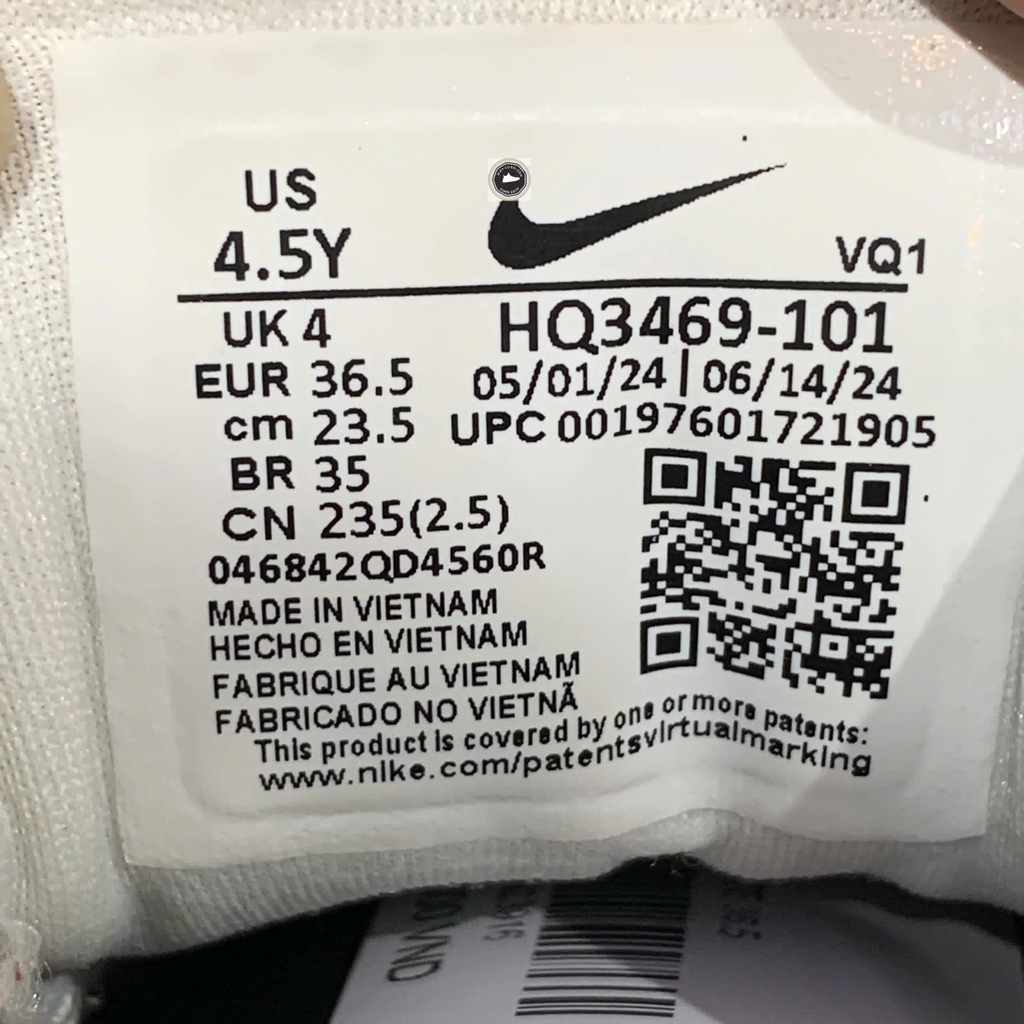 US
4.5Y
VQ1
UK 4
HQ3469-101
EUR 36.5
05/01/24 | 06/14/24
cm 23.5
UPC 00197601721905
BR 35
CN 235(2.5)
046842QD4560R
MADE IN VIETNAM
HECHO EN VIETNAM
FABRIQUE AU VIETNAM
FABRICADO NO VIETNÃ
This product is covered by one or more patents:
www.nike.com/patentsvirtualmarking